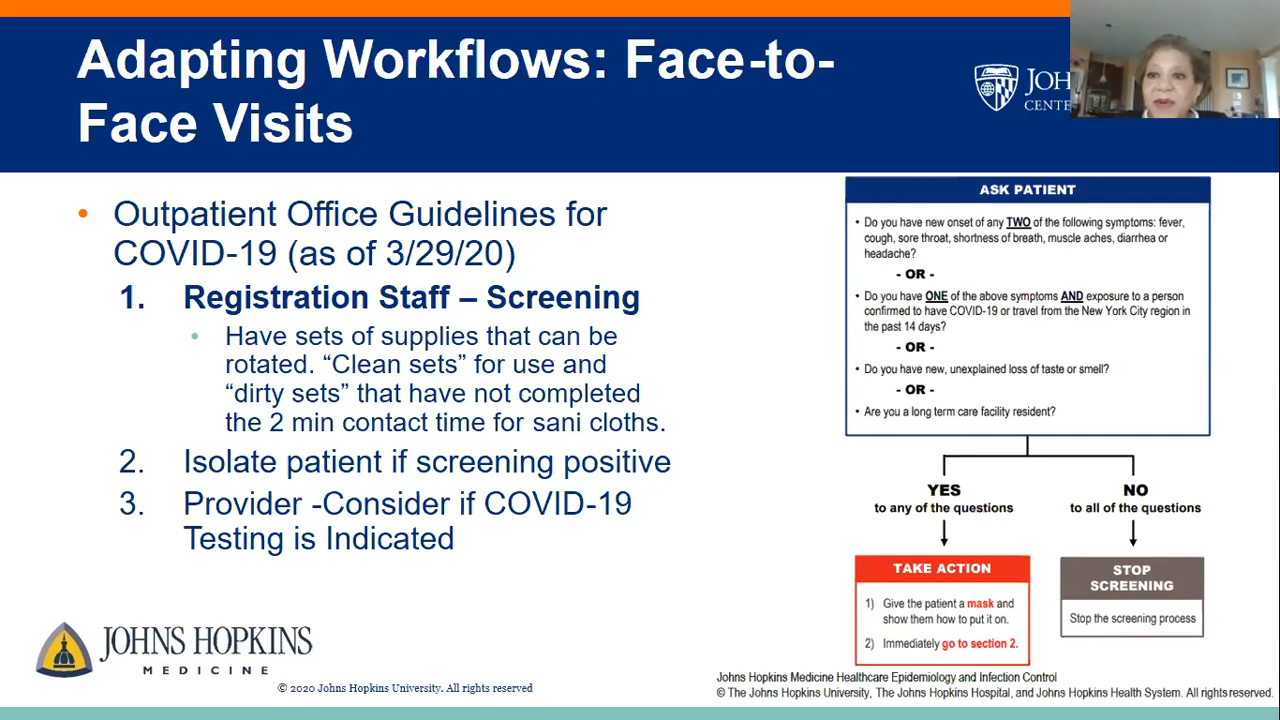 Adapting Workflows: Face-to-
Face Visits
JOH
CENTE
• Outpatient Office Guidelines for
COVID-19 (as of 3/29/20)
1. Registration Staff – Screening
• Have sets of supplies that can be
rotated. “Clean sets” for use and
“dirty sets” that have not completed
the 2 min contact time for sani cloths.
2. Isolate patient if screening positive
3. Provider -Consider if COVID-19
Testing is Indicated
ASK PATIENT
• Do you have new onset of any TWO of the following symptoms: fever,
cough, sore throat, shortness of breath, muscle aches, diarrhea or
headache?
- OR -
• Do you have ONE of the above symptoms AND exposure to a person
confirmed to have COVID-19 or travel from the New York City region in
the past 14 days?
- OR -
• Do you have new, unexplained loss of taste or smell?
- OR -
• Are you a long term care facility resident?
YES
to any of the questions
NO
to all of the questions
TAKE ACTION
1) Give the patient a mask and
show them how to put it on.
2) Immediately go to section 2.
STOP
SCREENING
Stop the screening process
JOHNS HOPKINS
MEDICINE
© 2020 Johns Hopkins University. All rights reserved
Johns Hopkins Medicine Healthcare Epidemiology and Infection Control
© The Johns Hopkins University, The Johns Hopkins Hospital, and Johns Hopkins Health System. All rights reserved.